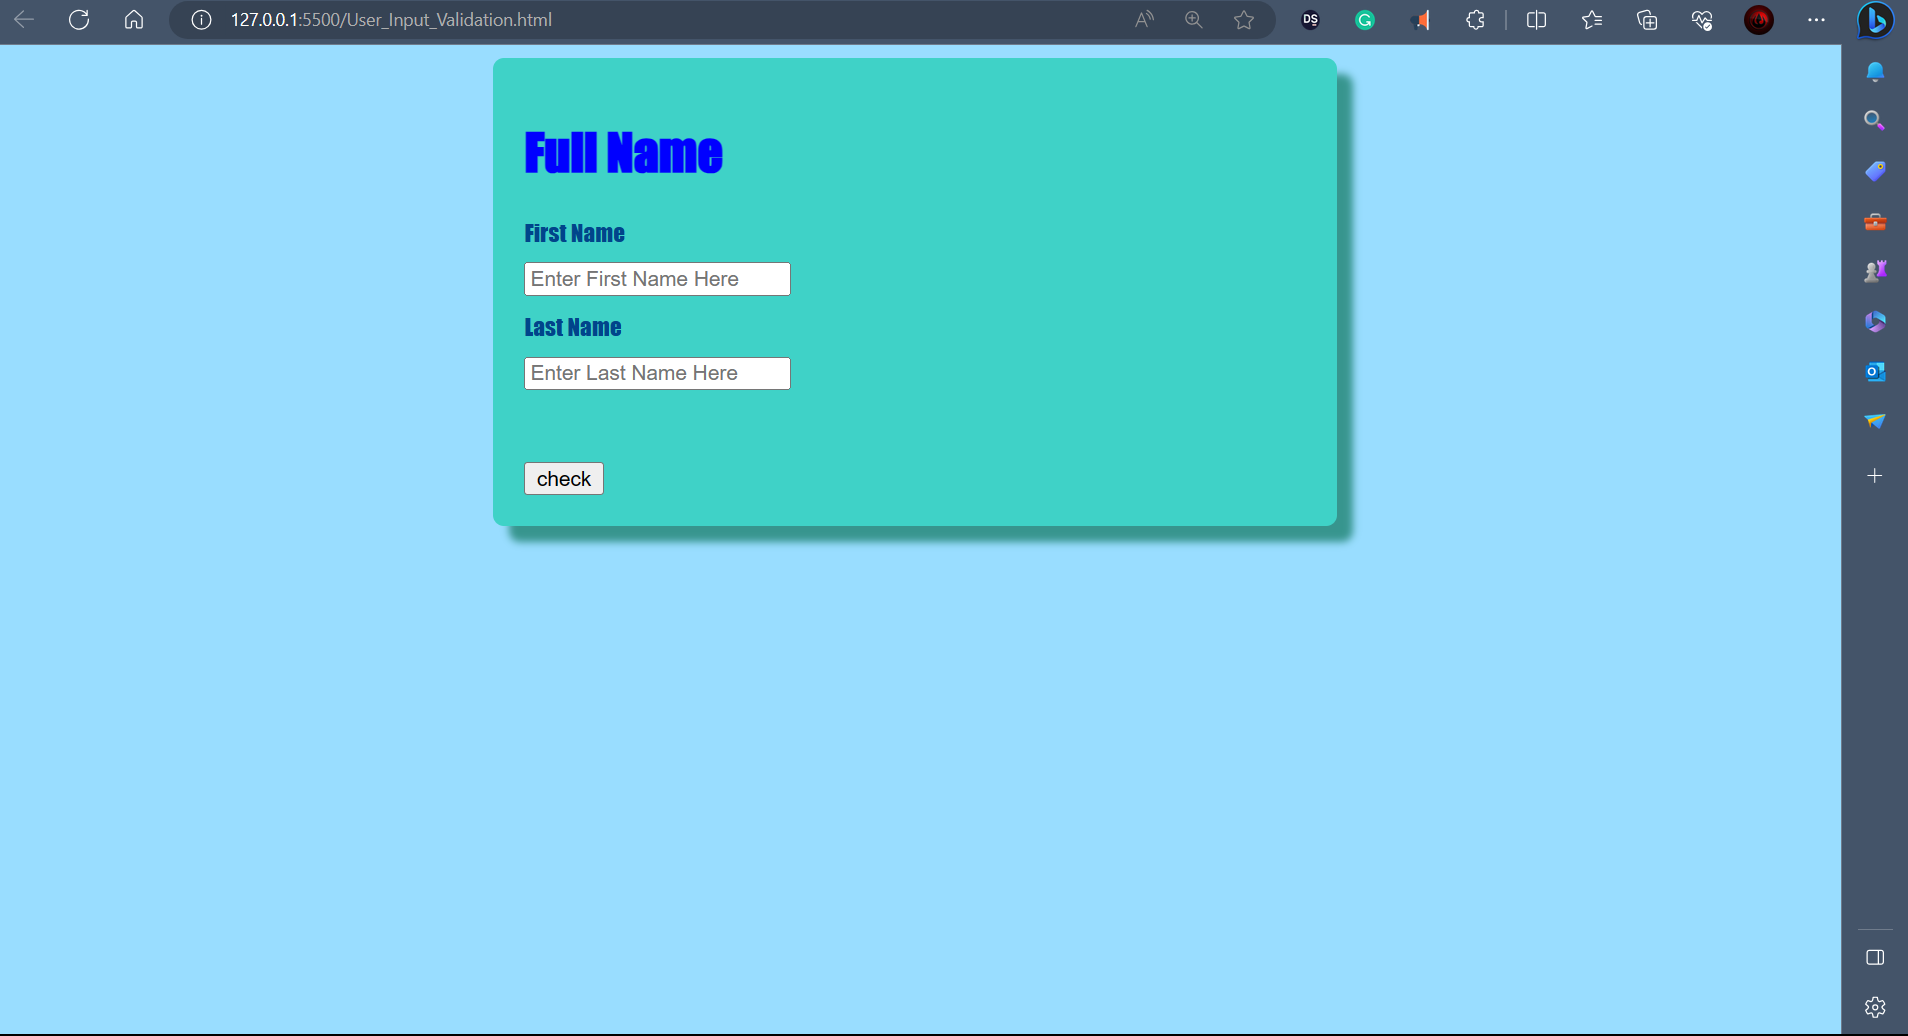 127.0.0.1:5500/User_Input_Validation.html
Full Name
First Name
Enter First Name Here
Last Name
Enter Last Name Here
check